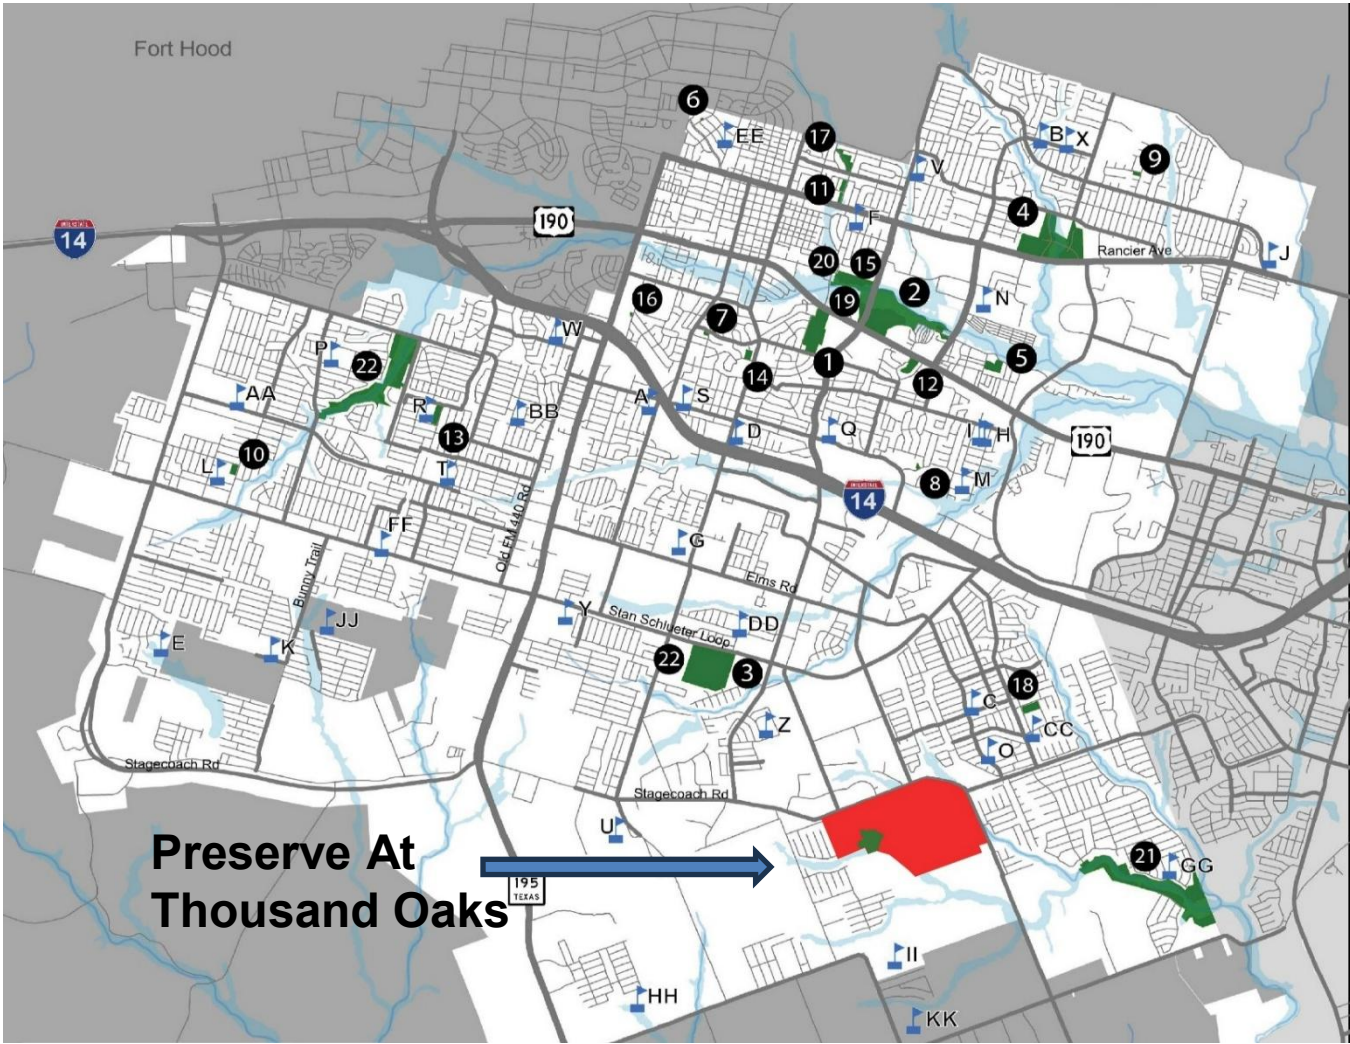 Fort Hood
6
EE
17
B
X
9
V
11
4
F
190
INTERSTATE
14
Rancier Ave
J
20
15
16
2
N
19
7
W
P
22
1
5
14
12
AA
R
BB
A
S
13
D
Q
I
H
190
10
L
T
8
M
INTERSTATE
14
FF
Old FM 440 Rd
G
Bunny Trail
Elms Rd
Y
Stan Schlueter Loop
DD
JJ
E
K
22
3
18
C
CC
Z
O
Stagecoach Rd
Stagecoach Rd
U
Preserve At
Thousand Oaks
195
TEXAS
21
GG
II
HH
KK